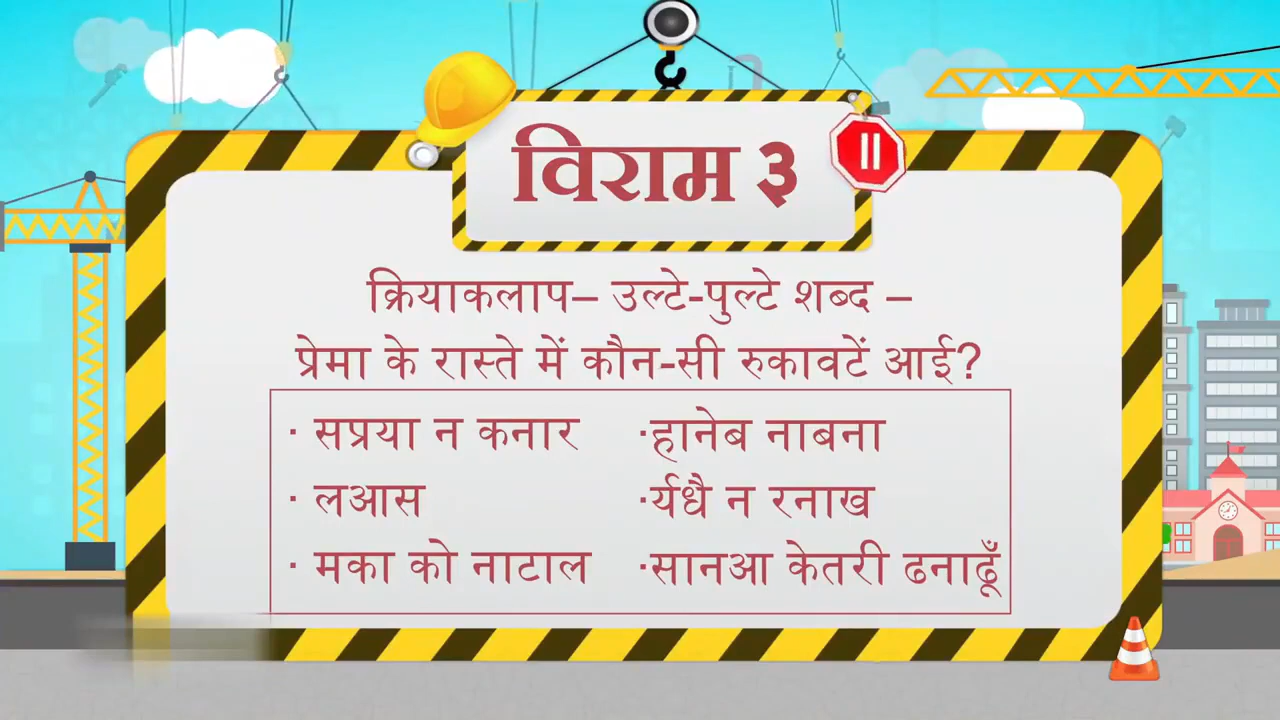 विराम ३
क्रियाकलाप– उल्टे-पुल्टे शब्द –
प्रेमा के रास्ते में कौन-सी रुकावटें आई?
· सप्रया न कनार
·हानेब नाबना
· लआस
·र्यधै न रनाख
· मका को नाटाल
·सानआ केतरी ढनाढूँ